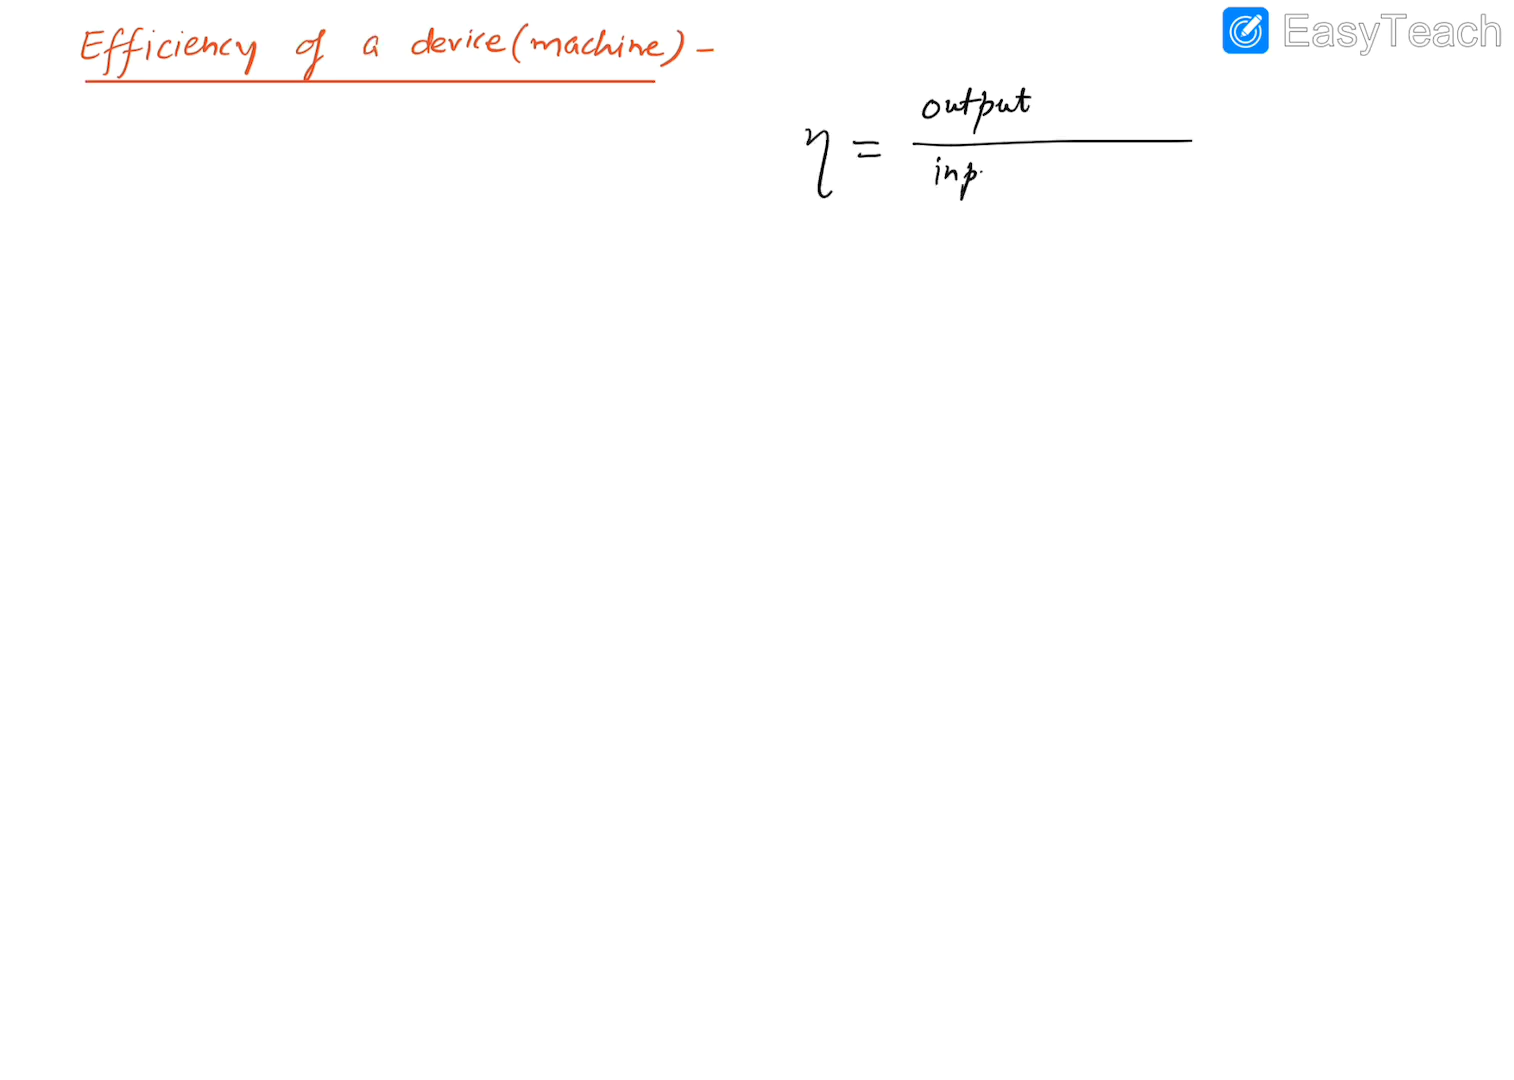 Efficiency of a device(machine) -
EasyTeach
η = output
inp